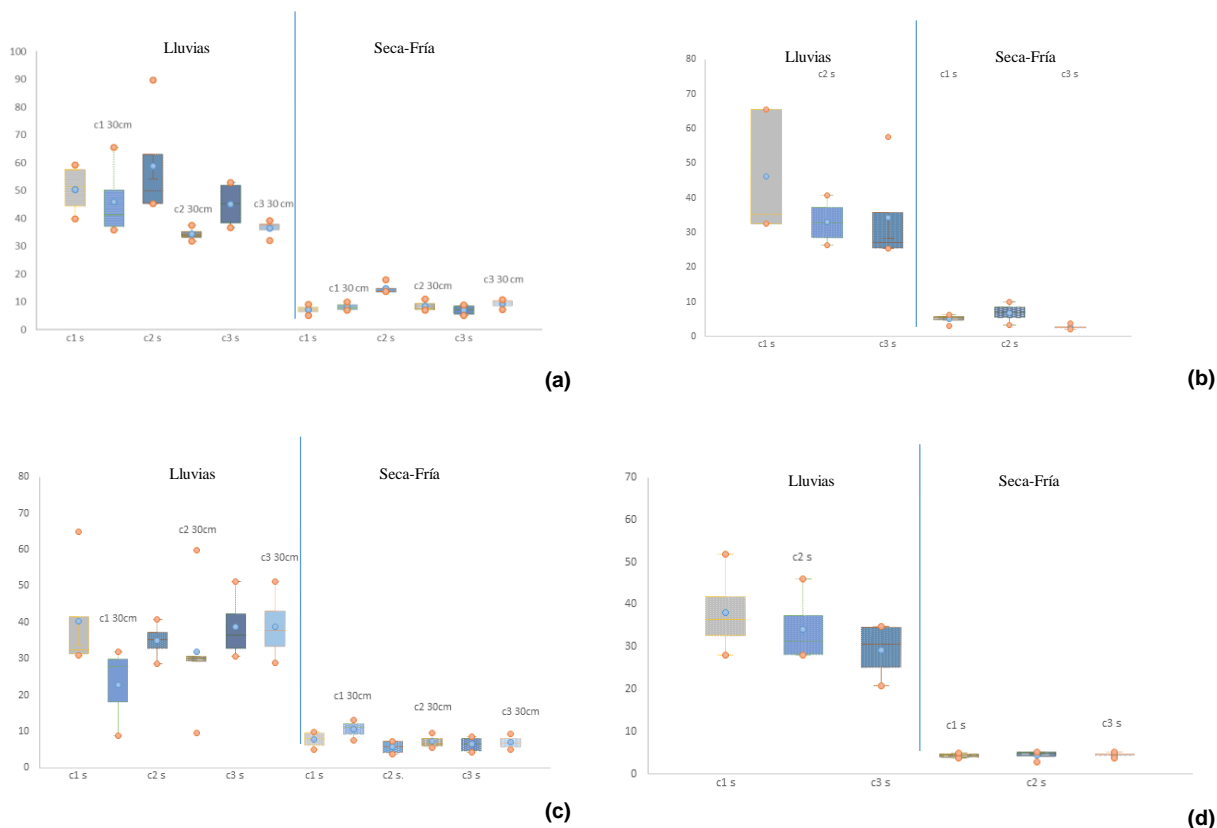 Lluvias
Seca-Fría
100
90
80
70
60
50
40
30
20
10
0
c1 30cm
c2 30cm
c3 30cm
c1 30 cm
c2 30 cm
c3 30 cm
c1 s
c2 s
c3 s
c1 s
c2 s
c3 s
(a)
Lluvias
Seca-Fría
80
70
60
50
40
30
20
10
0
c2 s
c1 s
c3 s
c1 s
c3 s
c2 s
(b)
Lluvias
Seca-Fría
80
70
60
50
40
30
20
10
0
c1 30cm
c2 30cm
c3 30cm
c1 30cm
c2 30cm
c3 30cm
c1 s
c2 s
c3 s
c1 s
c2 s.
c3 s
(c)
Lluvias
Seca-Fría
70
60
50
40
30
20
10
0
c2 s
c1 s
c3 s
c1 s
c3 s
c2 s
(d)